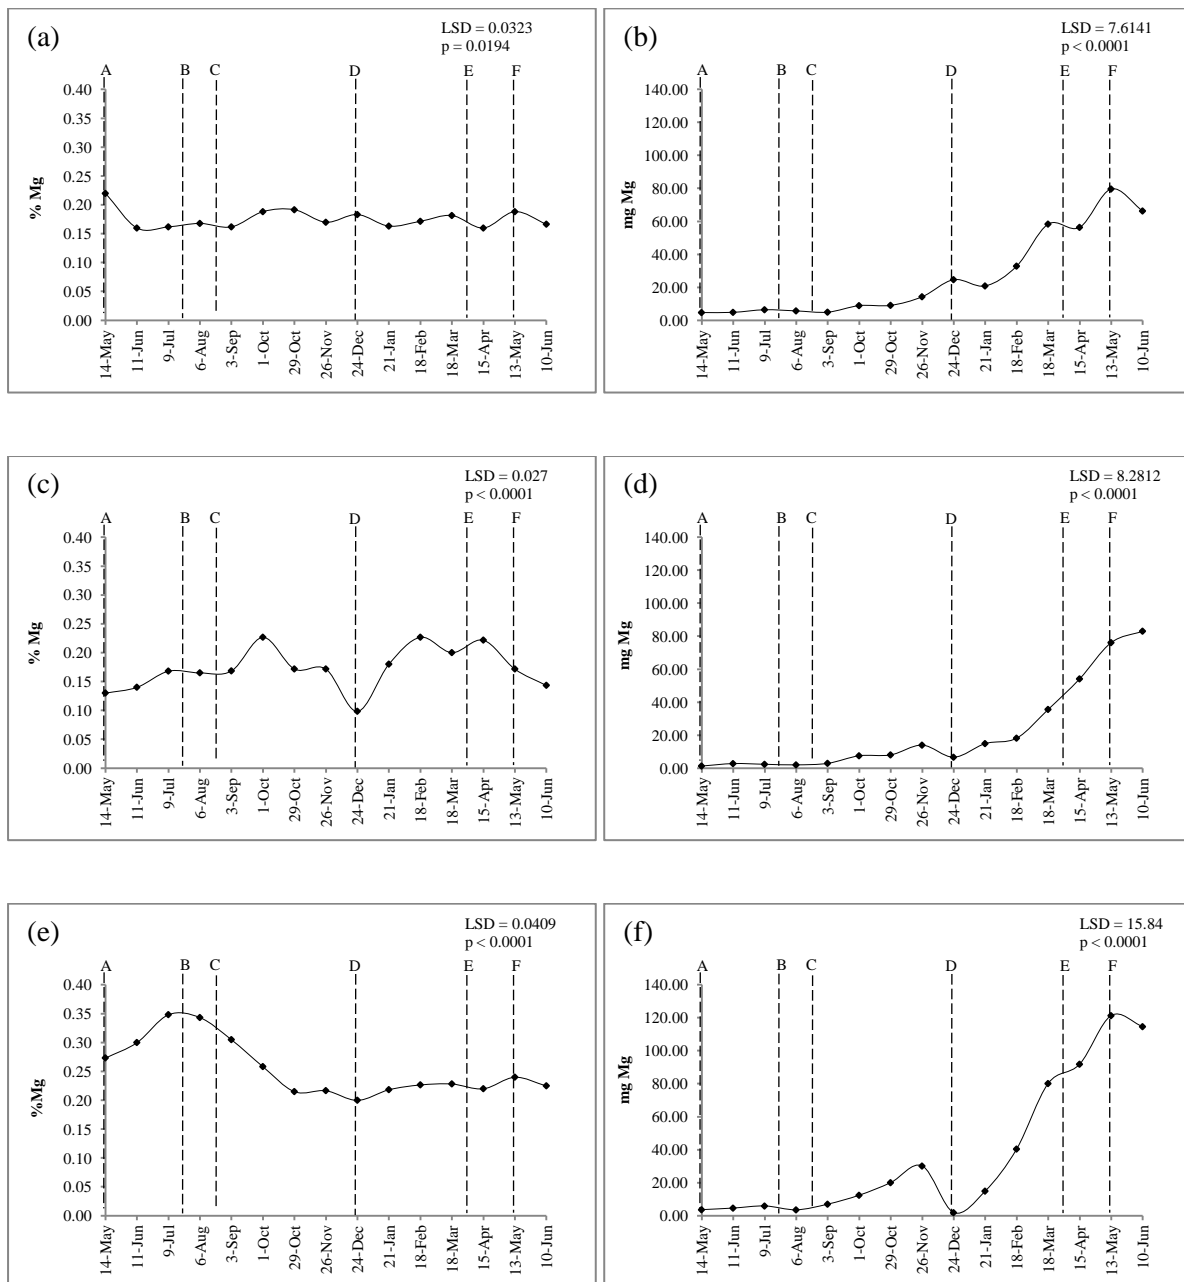 (a)
LSD = 0.0323
p = 0.0194
A B C D E F
0.40
0.35
0.30
0.25
0.20
0.15
0.10
0.05
0.00
% Mg
14-May
11-Jun
9-Jul
6-Aug
3-Sep
1-Oct
29-Oct
26-Nov
24-Dec
21-Jan
18-Feb
18-Mar
15-Apr
13-May
10-Jun
(b)
LSD = 7.6141
p < 0.0001
A B C D E F
140.00
120.00
100.00
80.00
60.00
40.00
20.00
0.00
mg Mg
14-May
11-Jun
9-Jul
6-Aug
3-Sep
1-Oct
29-Oct
26-Nov
24-Dec
21-Jan
18-Feb
18-Mar
15-Apr
13-May
10-Jun
(c)
LSD = 0.027
p < 0.0001
A B C D E F
0.40
0.35
0.30
0.25
0.20
0.15
0.10
0.05
0.00
% Mg
14-May
11-Jun
9-Jul
6-Aug
3-Sep
1-Oct
29-Oct
26-Nov
24-Dec
21-Jan
18-Feb
18-Mar
15-Apr
13-May
10-Jun
(d)
LSD = 8.2812
p < 0.0001
A B C D E F
140.00
120.00
100.00
80.00
60.00
40.00
20.00
0.00
mg Mg
14-May
11-Jun
9-Jul
6-Aug
3-Sep
1-Oct
29-Oct
26-Nov
24-Dec
21-Jan
18-Feb
18-Mar
15-Apr
13-May
10-Jun
(e)
LSD = 0.0409
p < 0.0001
A B C D E F
0.40
0.35
0.30
0.25
0.20
0.15
0.10
0.05
0.00
%Mg
14-May
11-Jun
9-Jul
6-Aug
3-Sep
1-Oct
29-Oct
26-Nov
24-Dec
21-Jan
18-Feb
18-Mar
15-Apr
13-May
10-Jun
(f)
LSD = 15.84
p < 0.0001
A B C D E F
140.00
120.00
100.00
80.00
60.00
40.00
20.00
0.00
mg Mg
14-May
11-Jun
9-Jul
6-Aug
3-Sep
1-Oct
29-Oct
26-Nov
24-Dec
21-Jan
18-Feb
18-Mar
15-Apr
13-May
10-Jun